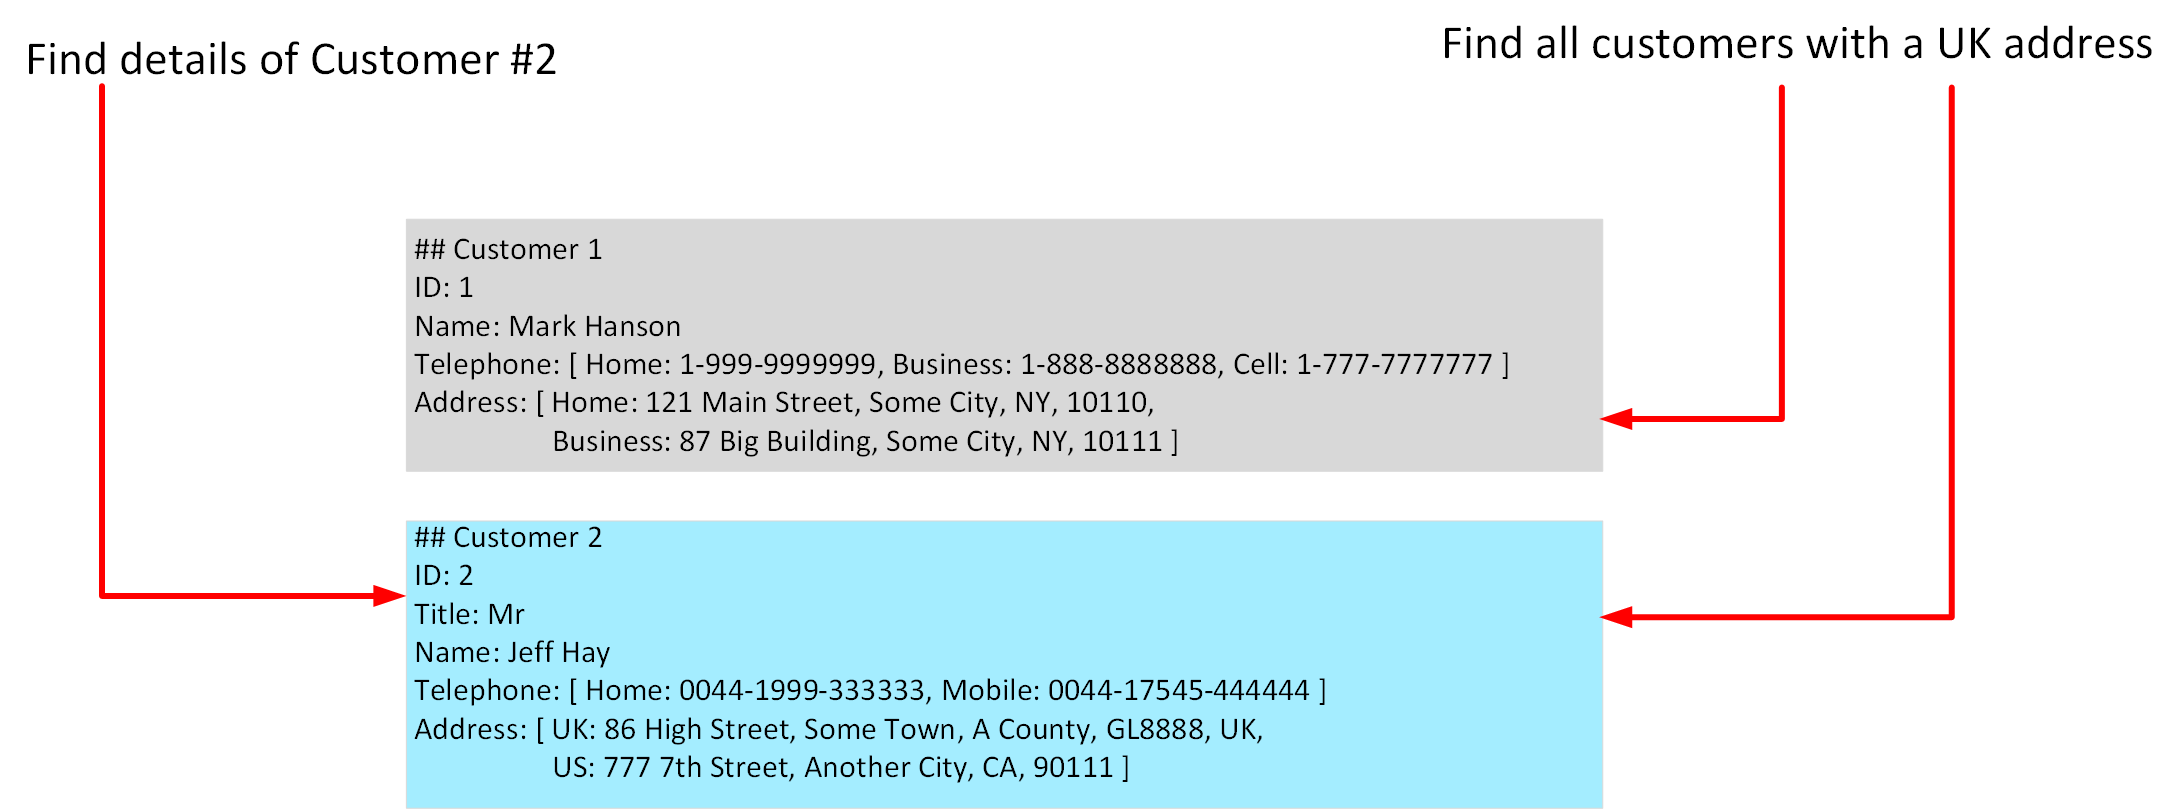 Find details of Customer #2
Find all customers with a UK address
## Customer 1
ID: 1
Name: Mark Hanson
Telephone: [ Home: 1-999-9999999, Business: 1-888-8888888, Cell: 1-777-7777777 ]
Address: [ Home: 121 Main Street, Some City, NY, 10110,
Business: 87 Big Building, Some City, NY, 10111 ]
## Customer 2
ID: 2
Title: Mr
Name: Jeff Hay
Telephone: [ Home: 0044-1999-333333, Mobile: 0044-17545-444444 ]
Address: [ UK: 86 High Street, Some Town, A County, GL8888, UK,
US: 777 7th Street, Another City, CA, 90111 ]